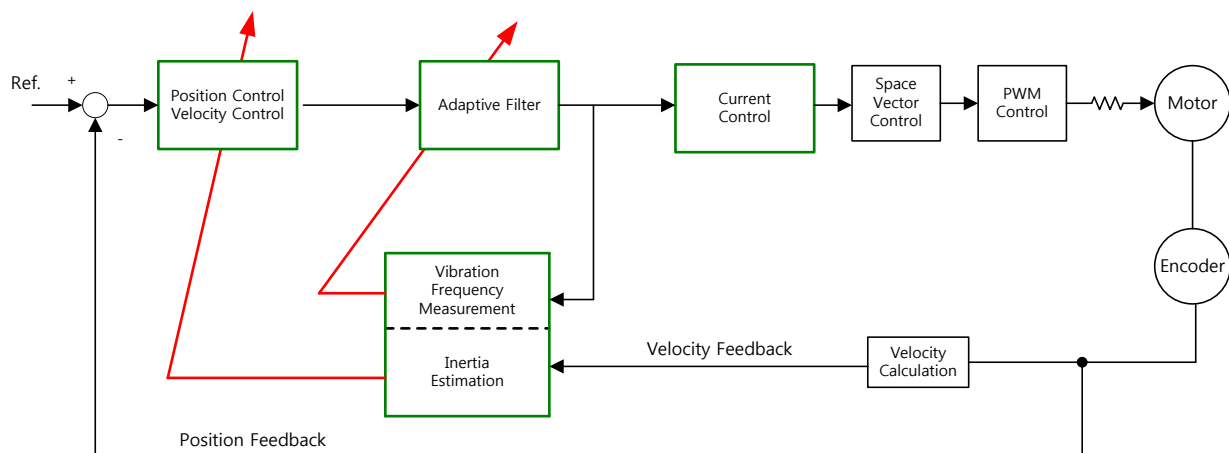 Ref.
+
-
Position Control
Velocity Control
Adaptive Filter
Current
Control
Space
Vector
Control
PWM
Control
Motor
Encoder
Vibration
Frequency
Measurement
Inertia
Estimation
Velocity Feedback
Velocity
Calculation
Position Feedback